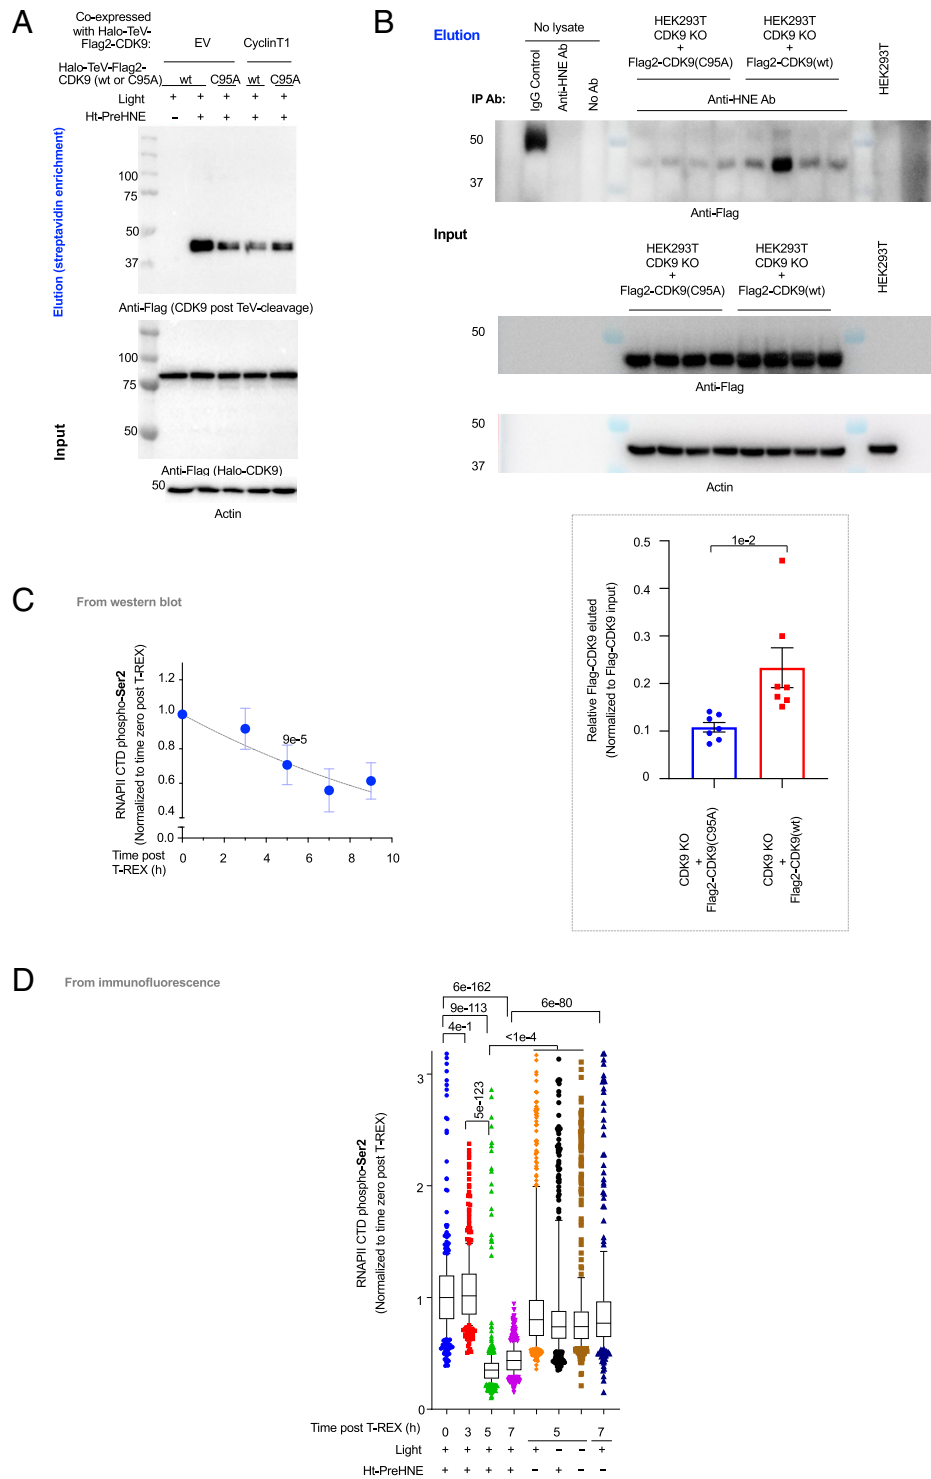 A
Co-expressed
with Halo-TeV-
Flag2-CDK9:
EV
CyclinT1
Halo-TeV-Flag2-
CDK9 (wt or C95A)
wt
C95A
wt
C95A
Light
+
+
+
+
+
Ht-PreHNE
–
+
+
+
+
Elution (streptavidin enrichment)
100
75
50
37
Anti-Flag (CDK9 post TeV-cleavage)
Input
100
75
50
Anti-Flag (Halo-CDK9)
50
Actin
B
Elution
No lysate
HEK293T
CDK9 KO
+
Flag2-CDK9(C95A)
HEK293T
CDK9 KO
+
Flag2-CDK9(wt)
HEK293T
IP Ab:
IgG Control
Anti-HNE Ab
No Ab
Anti-HNE Ab
50
37
Anti-Flag
Input
HEK293T
CDK9 KO
+
Flag2-CDK9(C95A)
HEK293T
CDK9 KO
+
Flag2-CDK9(wt)
HEK293T
50
Anti-Flag
50
37
Actin
Relative Flag-CDK9 eluted
(Normalized to Flag-CDK9 input)
0.5
0.4
0.3
0.2
0.1
0
1e-2
CDK9 KO
+
Flag2-CDK9(C95A)
CDK9 KO
+
Flag2-CDK9(wt)
C
From western blot
RNAPII CTD phospho-Ser2
(Normalized to time zero post T-REX)
1.2
1.0
0.8
0.6
0.4
0.0
9e-5
Time post
T-REX (h)
0
2
4
6
8
10
D
From immunofluorescence
6e-162
9e-113
4e-1
5e-123
<1e-4
6e-80
RNAPII CTD phospho-Ser2
(Normalized to time zero post T-REX)
3
2
1
0
Time post T-REX (h)
0
3
5
7
5
7
Light
+
+
+
+
+
–
–
+
Ht-PreHNE
+
+
+
+
–
+
–
–